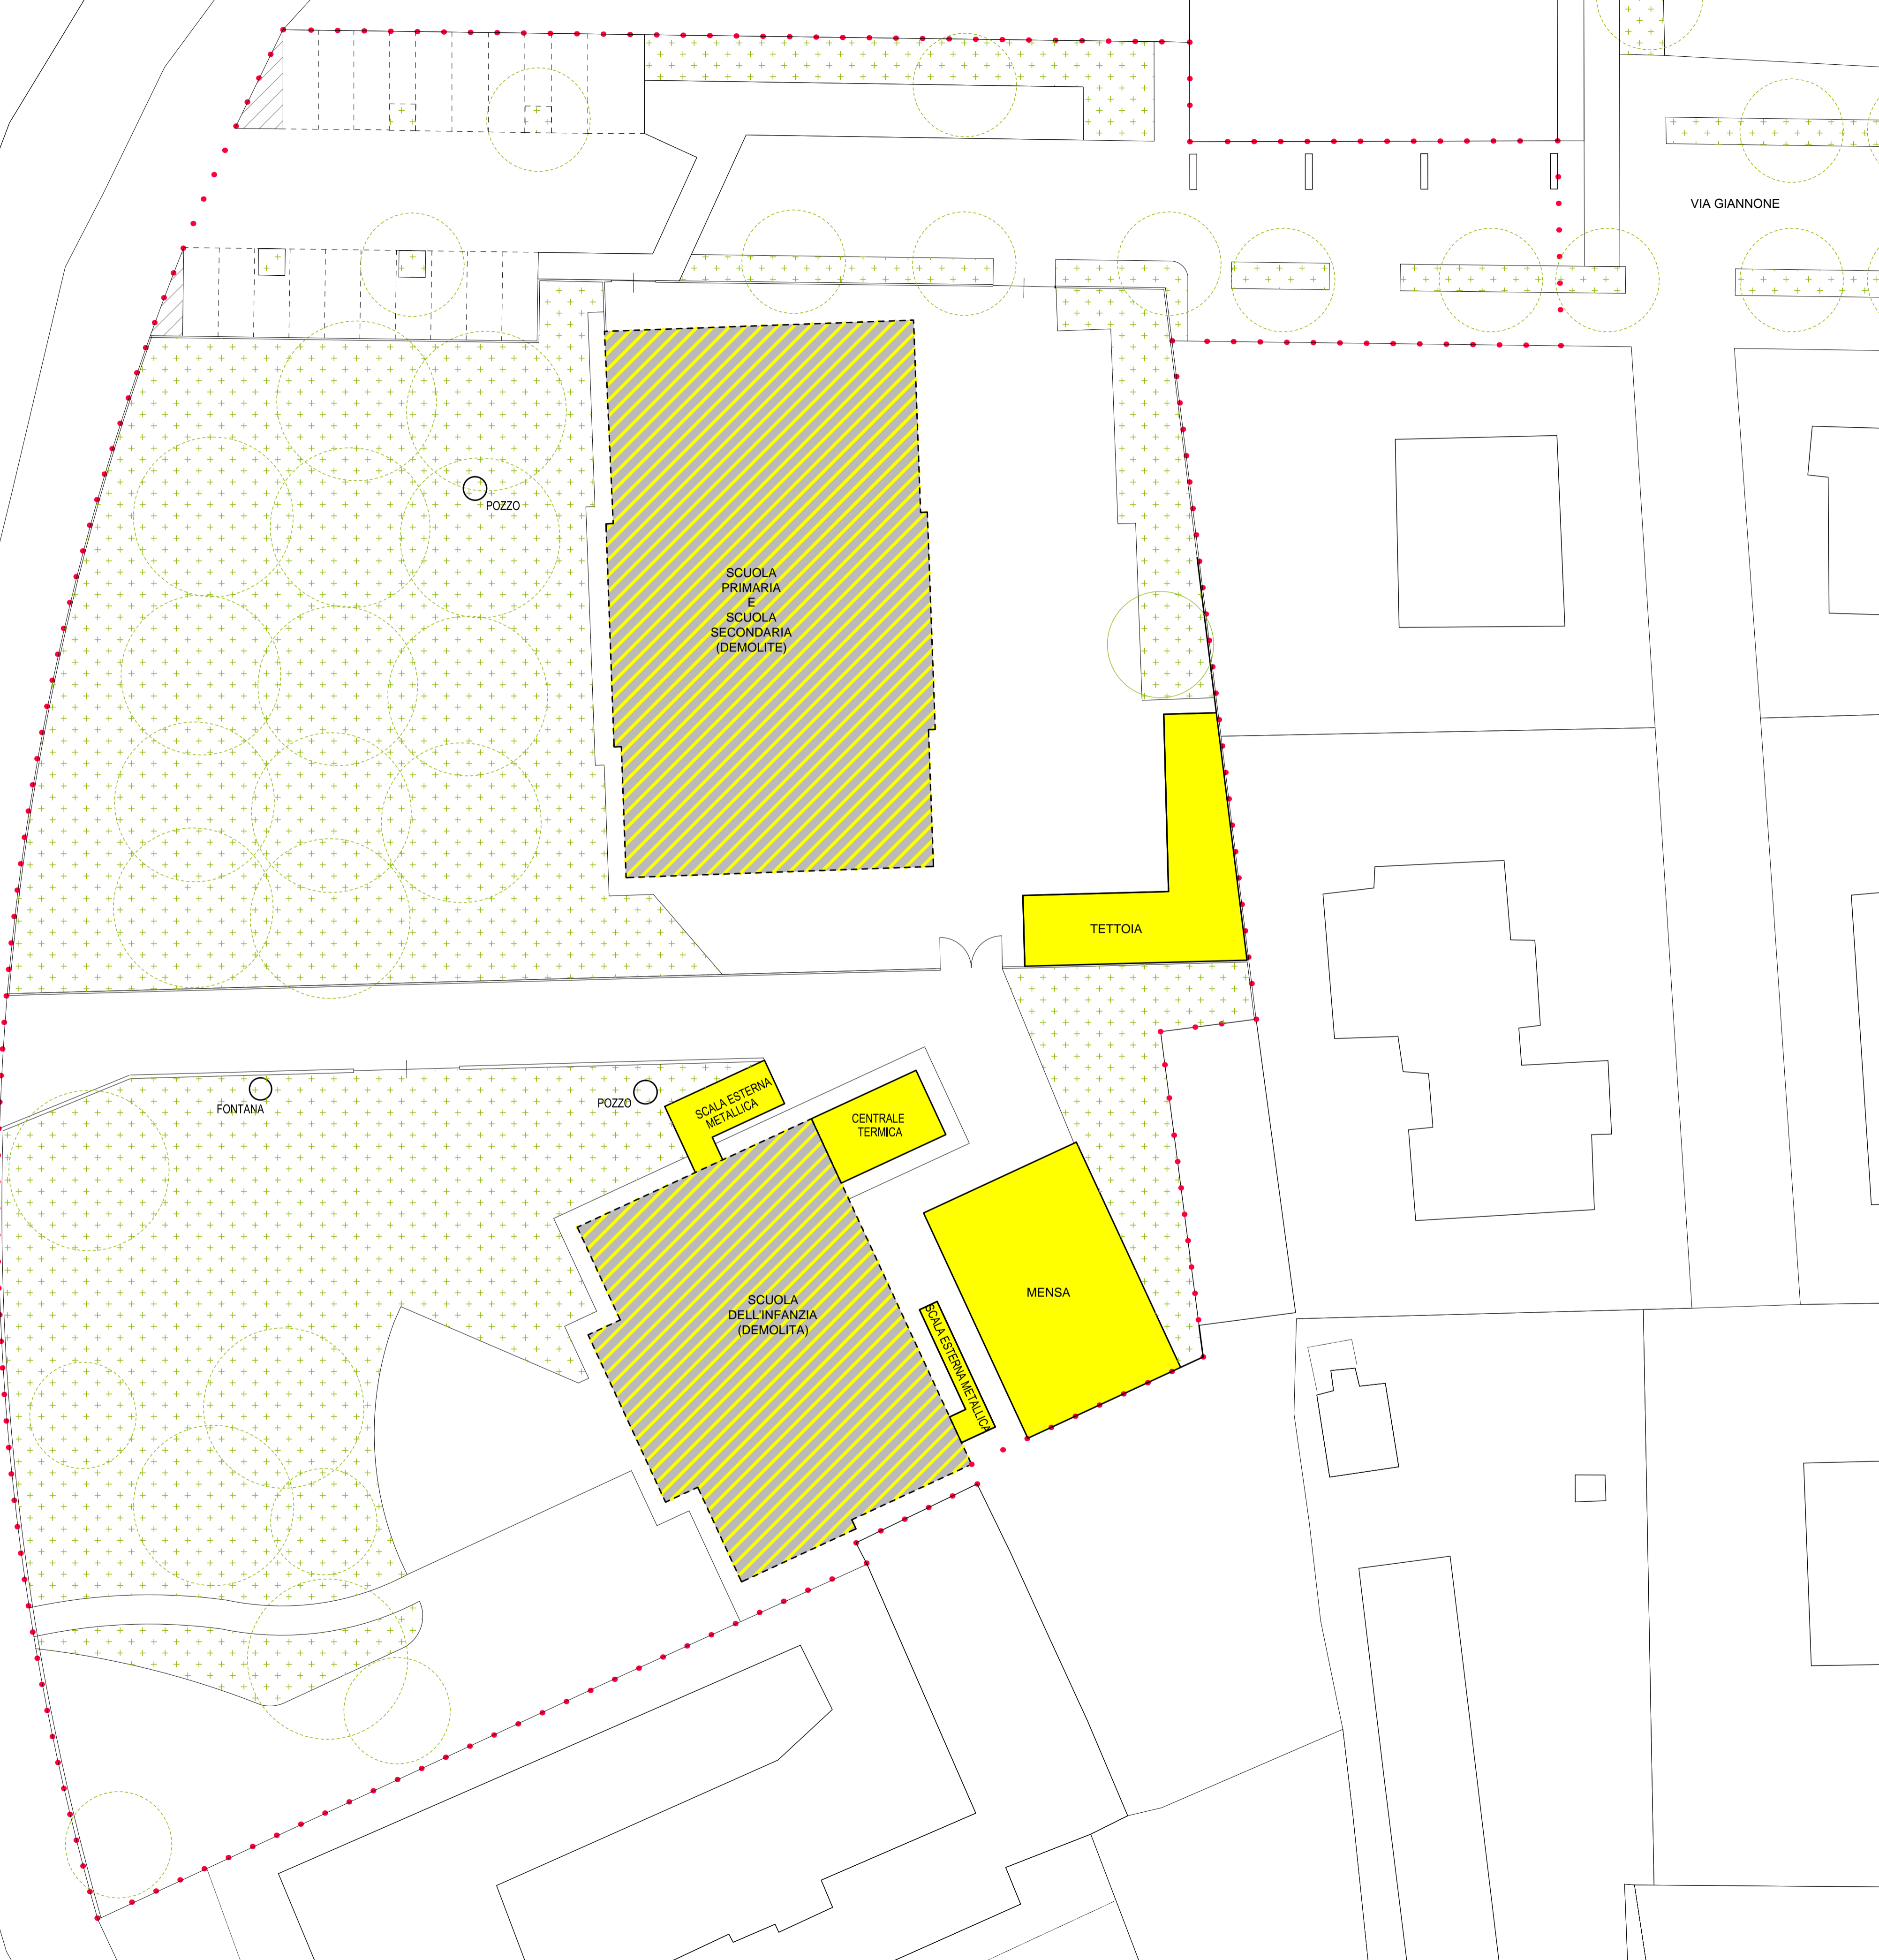 VIA GIANNONE
POZZO
SCUOLA
PRIMARIA
E
SCUOLA
SECONDARIA
(DEMOLITE)
TETTOIA
FONTANA
POZZO
SCALA ESTERNA
METALLICA
CENTRALE
TERMICA
MENSA
SCUOLA
DELL'INFANZIA
(DEMOLITA)
SCALA ESTERNA METALLICA